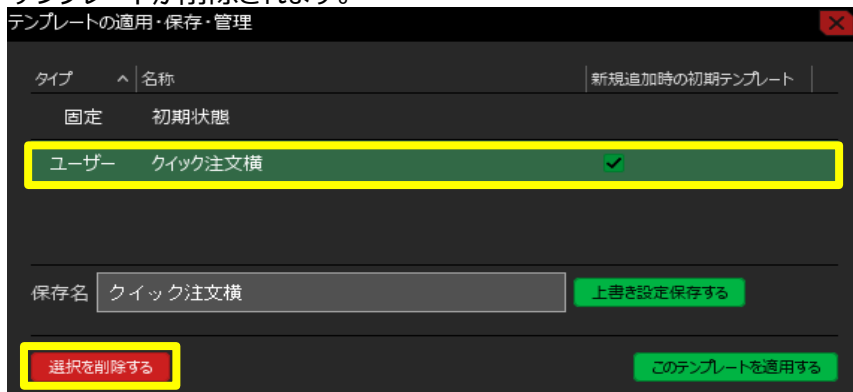 テンプレートの適用・保存・管理
タイプ 名称 新規追加時の初期テンプレート
固定 初期状態
ユーザー クイック注文横
保存名 クイック注文横 上書き設定保存する
選択を削除する このテンプレートを適用する